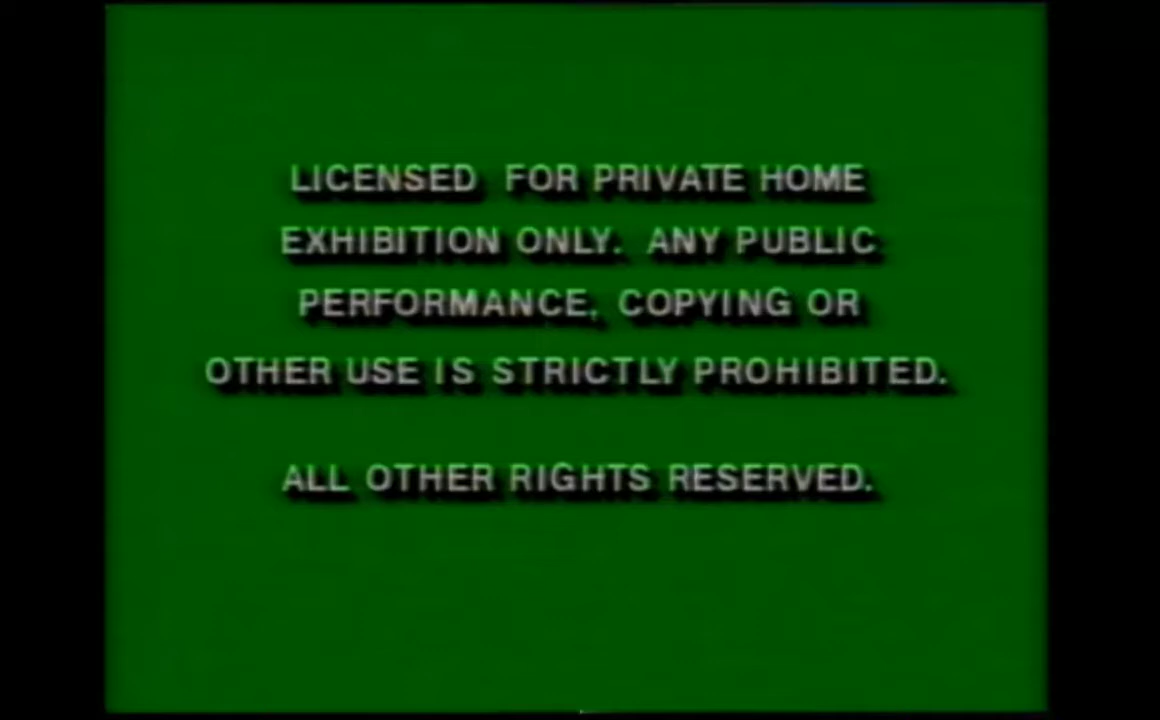 LICENSED FOR PRIVATE HOME
EXHIBITION ONLY. ANY PUBLIC
PERFORMANCE, COPYING OR
OTHER USE IS STRICTLY PROHIBITED.
ALL OTHER RIGHTS RESERVED.